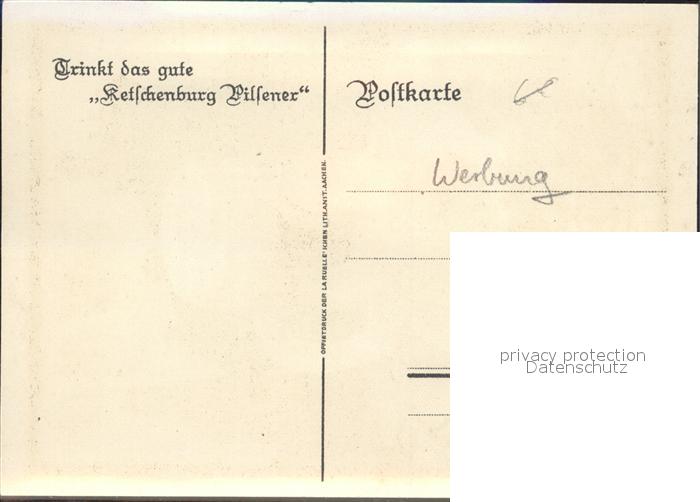 Trinkt das gute
„Ketschenburg Pilsener“
Postkarte
Werbung
OFFSETDRUCK DER LA RUELLE'SCHEN LITH. ANST. AACHEN.
privacy protection
Datenschutz